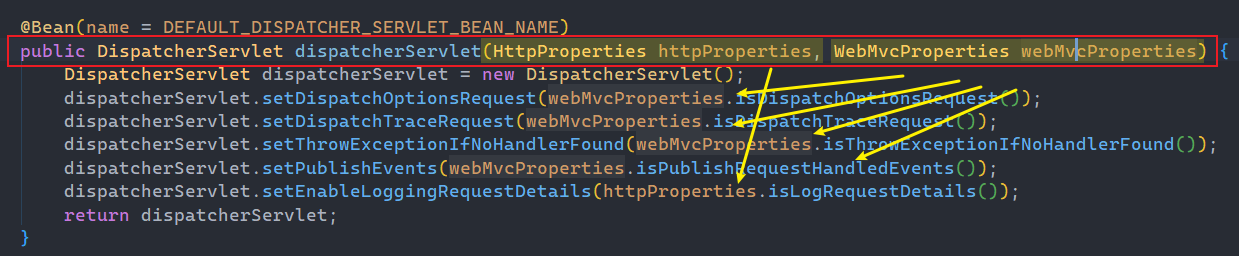 @Bean(name = DEFAULT_DISPATCHER_SERVLET_BEAN_NAME)
public DispatcherServlet dispatcherServlet(HttpProperties httpProperties, WebMvcProperties webMvcProperties) {
DispatcherServlet dispatcherServlet = new DispatcherServlet();
dispatcherServlet.setDispatchOptionsRequest(webMvcProperties.isDispatchOptionsRequest());
dispatcherServlet.setDispatchTraceRequest(webMvcProperties.isDispatchTraceRequest());
dispatcherServlet.setThrowExceptionIfNoHandlerFound(webMvcProperties.isThrowExceptionIfNoHandlerFound());
dispatcherServlet.setPublishEvents(webMvcProperties.isPublishRequestHandledEvents());
dispatcherServlet.setEnableLoggingRequestDetails(httpProperties.isLogRequestDetails());
return dispatcherServlet;
}